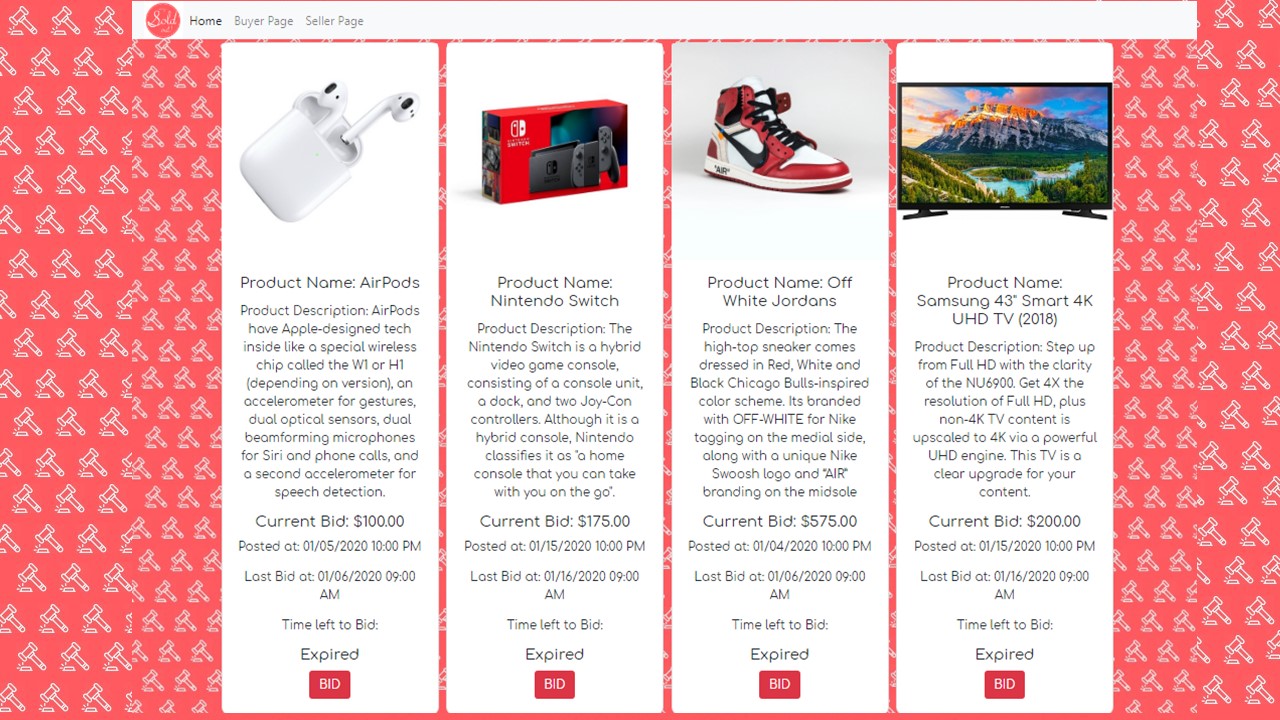 Sold
Home Buyer Page Seller Page
NINTENDO
SWITCH
"AIR"
Product Name: AirPods
Product Description: AirPods
have Apple-designed tech
inside like a special wireless
chip called the W1 or H1
(depending on version), an
accelerometer for gestures,
dual optical sensors, dual
beamforming microphones
for Siri and phone calls, and
a second accelerometer for
speech detection.
Current Bid: $100.00
Posted at: 01/05/2020 10:00 PM
Last Bid at: 01/06/2020 09:00
AM
Time left to Bid:
Expired
BID
Product Name:
Nintendo Switch
Product Description: The
Nintendo Switch is a hybrid
video game console,
consisting of a console unit,
a dock, and two Joy-Con
controllers. Although it is a
hybrid console, Nintendo
classifies it as "a home
console that you can take
with you on the go".
Current Bid: $175.00
Posted at: 01/15/2020 10:00 PM
Last Bid at: 01/16/2020 09:00
AM
Time left to Bid:
Expired
BID
Product Name: Off
White Jordans
Product Description: The
high-top sneaker comes
dressed in Red, White and
Black Chicago Bulls-inspired
color scheme. Its branded
with OFF-WHITE for Nike
tagging on the medial side,
along with a unique Nike
Swoosh logo and “AIR”
branding on the midsole
Current Bid: $575.00
Posted at: 01/04/2020 10:00 PM
Last Bid at: 01/06/2020 09:00
AM
Time left to Bid:
Expired
BID
Product Name:
Samsung 43" Smart 4K
UHD TV (2018)
Product Description: Step up
from Full HD with the clarity
of the NU6900. Get 4X the
resolution of Full HD, plus
non-4K TV content is
upscaled to 4K via a powerful
UHD engine. This TV is a
clear upgrade for your
content.
Current Bid: $200.00
Posted at: 01/15/2020 10:00 PM
Last Bid at: 01/16/2020 09:00
AM
Time left to Bid:
Expired
BID